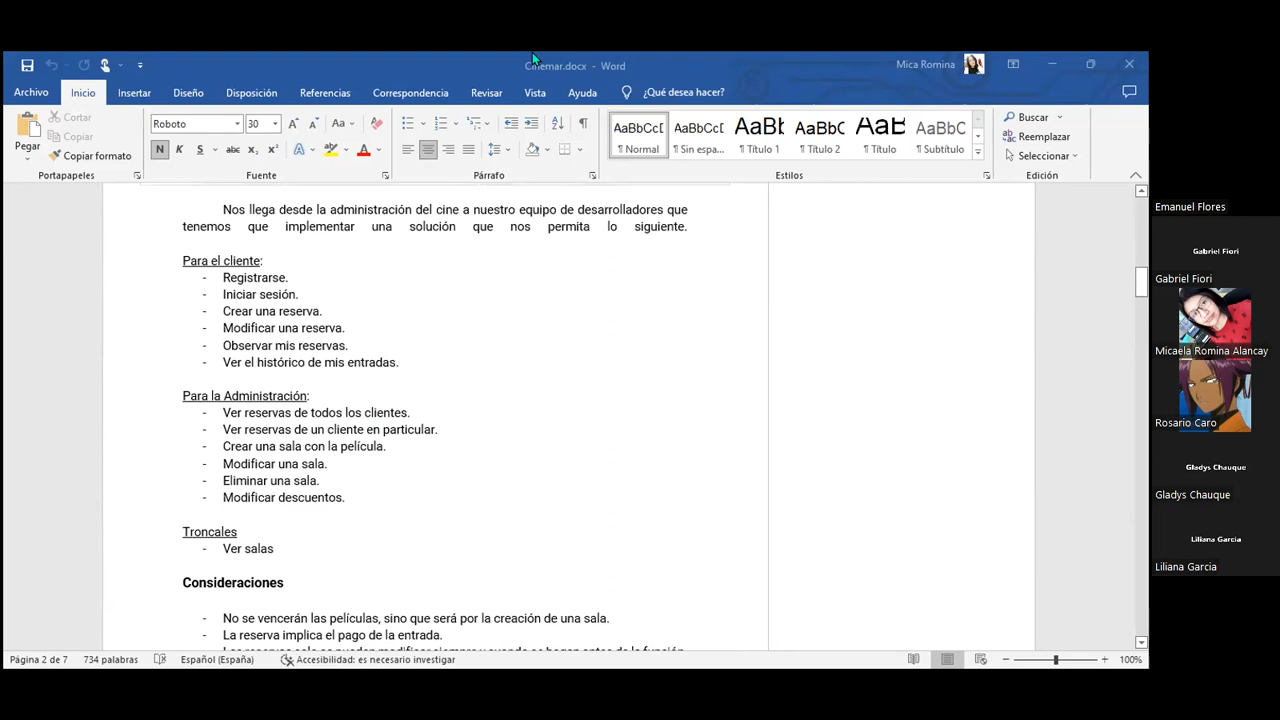 Cinemar.docx - Word
Mica Romina
Archivo Inicio Insertar Diseño Disposición Referencias Correspondencia Revisar Vista Ayuda ¿Qué desea hacer?
Pegar
Cortar
Copiar
Copiar formato
Portapapeles
Roboto 30
Aa
N K S abc x₂ x²
A A
Fuente
Párrafo
AaBbCcD AaBbCcD AaBb AaBbC AaB AaBbCcD
¶ Normal ¶ Sin espa... ¶ Título 1 ¶ Título 2 ¶ Título ¶ Subtítulo
Estilos
Buscar
Reemplazar
Seleccionar
Edición
Nos llega desde la administración del cine a nuestro equipo de desarrolladores que
tenemos que implementar una solución que nos permita lo siguiente.
Para el cliente:
- Registrarse.
- Iniciar sesión.
- Crear una reserva.
- Modificar una reserva.
- Observar mis reservas.
- Ver el histórico de mis entradas.
Para la Administración:
- Ver reservas de todos los clientes.
- Ver reservas de un cliente en particular.
- Crear una sala con la película.
- Modificar una sala.
- Eliminar una sala.
- Modificar descuentos.
Troncales
- Ver salas
Consideraciones
- No se vencerán las películas, sino que será por la creación de una sala.
- La reserva implica el pago de la entrada.
Página 2 de 7 734 palabras Español (España) Accesibilidad: es necesario investigar 100%
Emanuel Flores
Gabriel Fiori
Gabriel Fiori
Micaela Romina Alancay
Rosario Caro
Gladys Chauque
Gladys Chauque
Liliana Garcia
Liliana Garcia